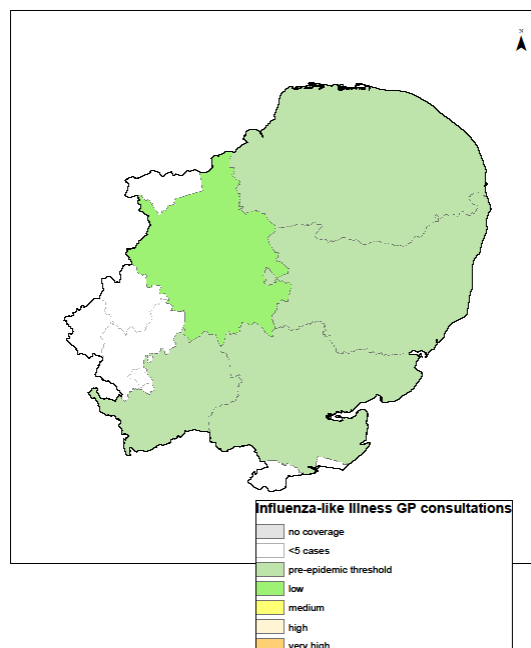 N
Influenza-like Illness GP consultations
no coverage
<5 cases
pre-epidemic threshold
low
medium
high
very high